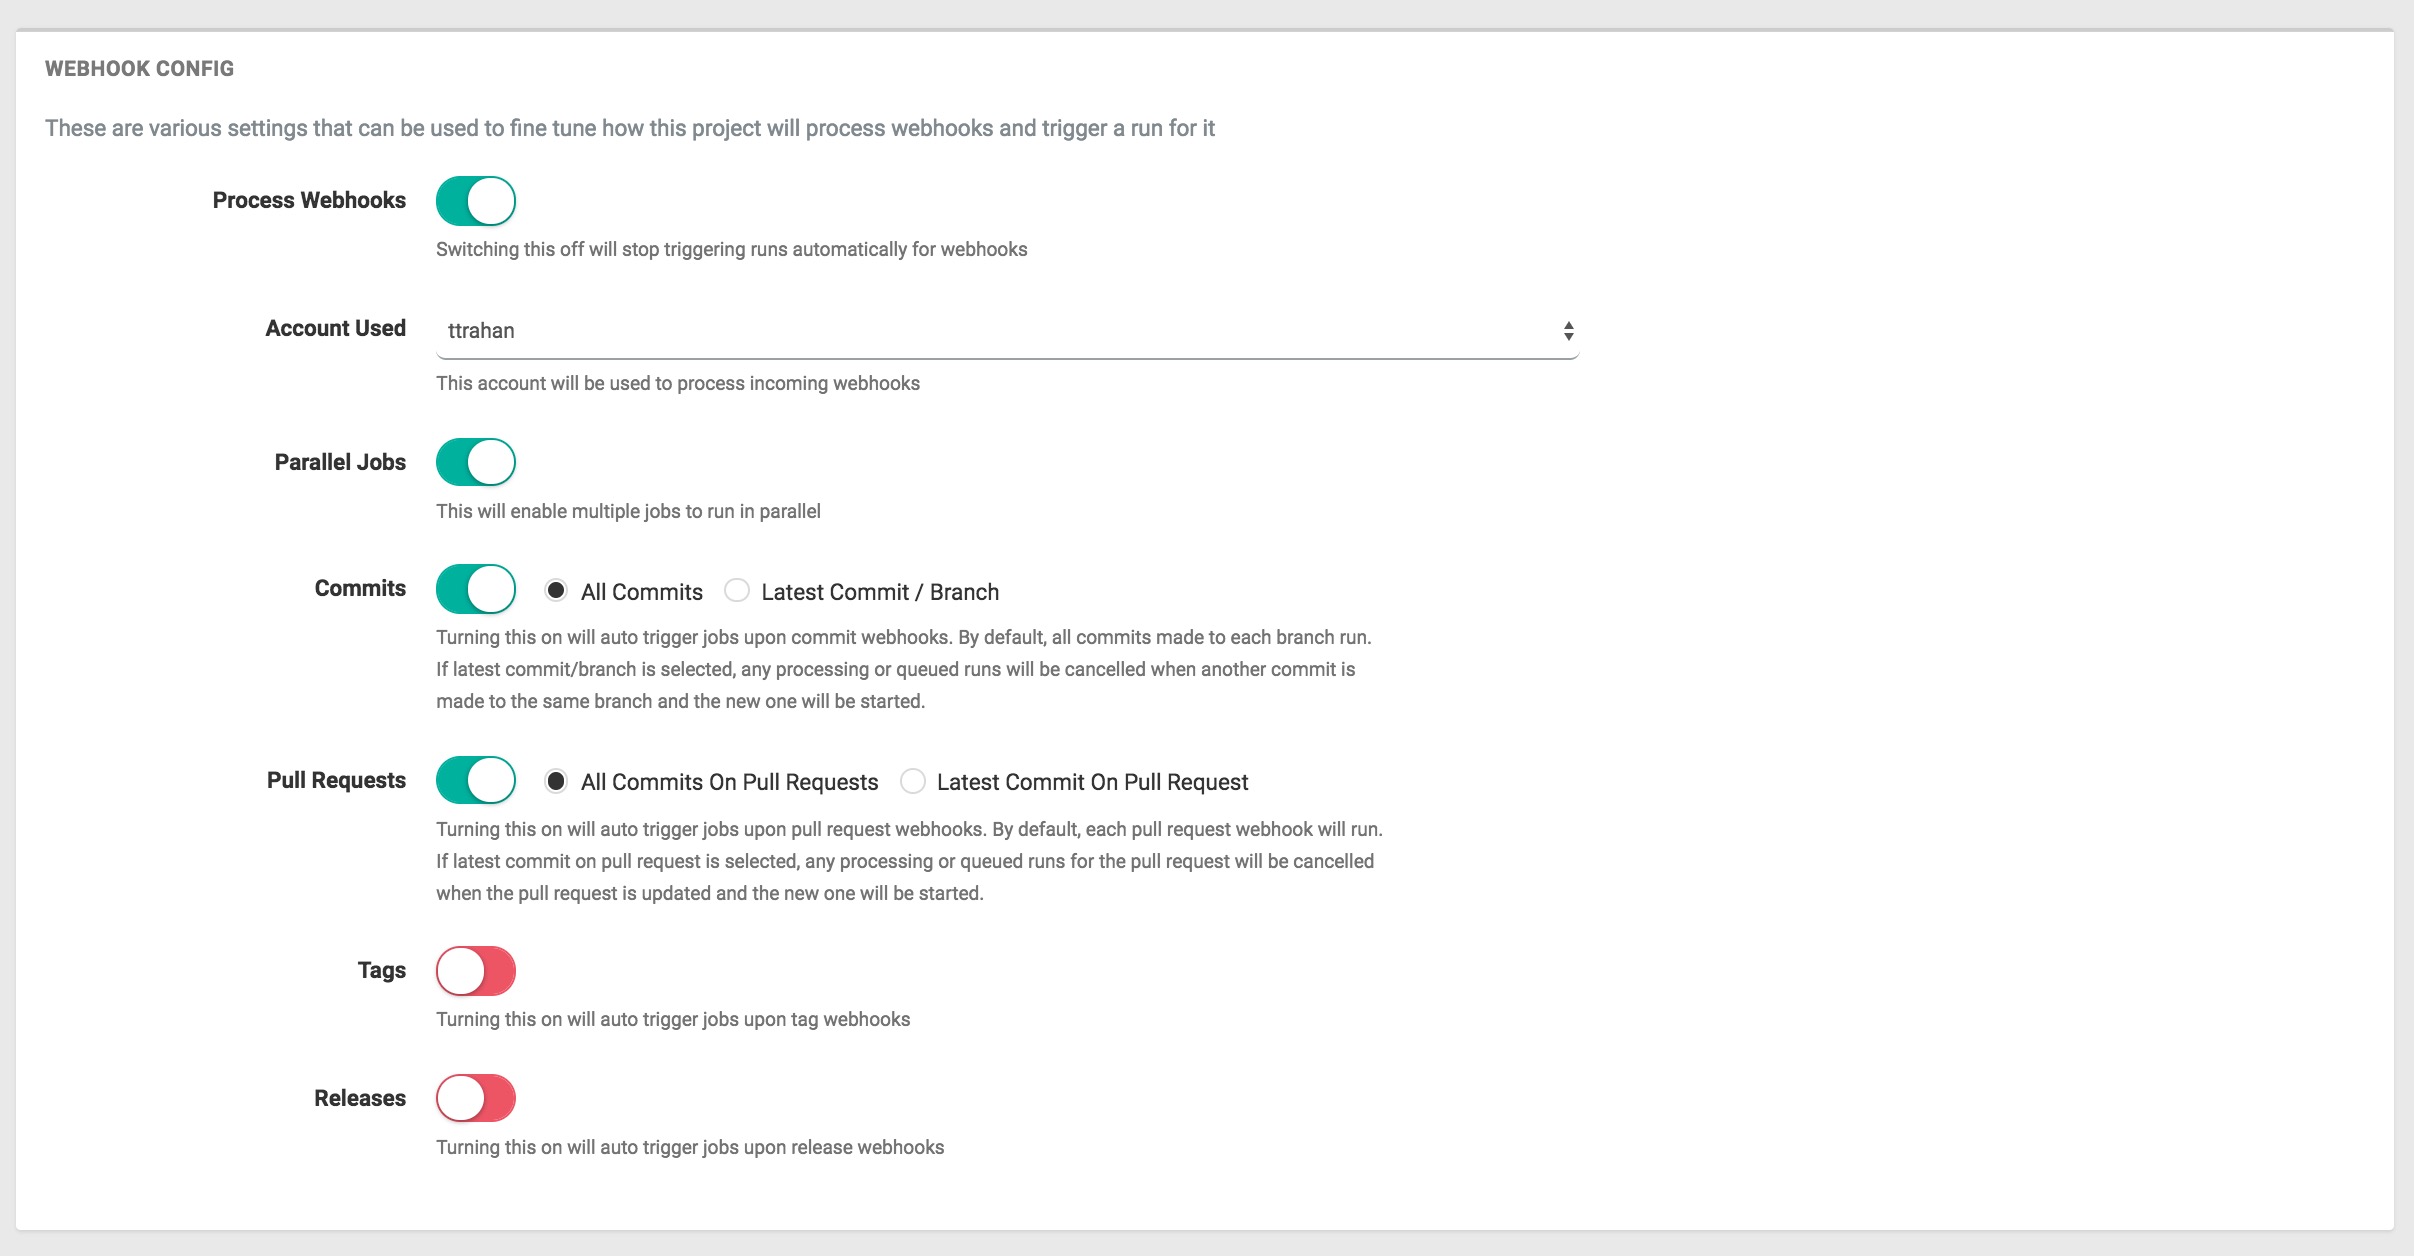 WEBHOOK CONFIG
These are various settings that can be used to fine tune how this project will process webhooks and trigger a run for it
Process Webhooks
Switching this off will stop triggering runs automatically for webhooks
Account Used ttrahan
This account will be used to process incoming webhooks
Parallel Jobs
This will enable multiple jobs to run in parallel
Commits All Commits Latest Commit / Branch
Turning this on will auto trigger jobs upon commit webhooks. By default, all commits made to each branch run.
If latest commit/branch is selected, any processing or queued runs will be cancelled when another commit is
made to the same branch and the new one will be started.
Pull Requests All Commits On Pull Requests Latest Commit On Pull Request
Turning this on will auto trigger jobs upon pull request webhooks. By default, each pull request webhook will run.
If latest commit on pull request is selected, any processing or queued runs for the pull request will be cancelled
when the pull request is updated and the new one will be started.
Tags
Turning this on will auto trigger jobs upon tag webhooks
Releases
Turning this on will auto trigger jobs upon release webhooks